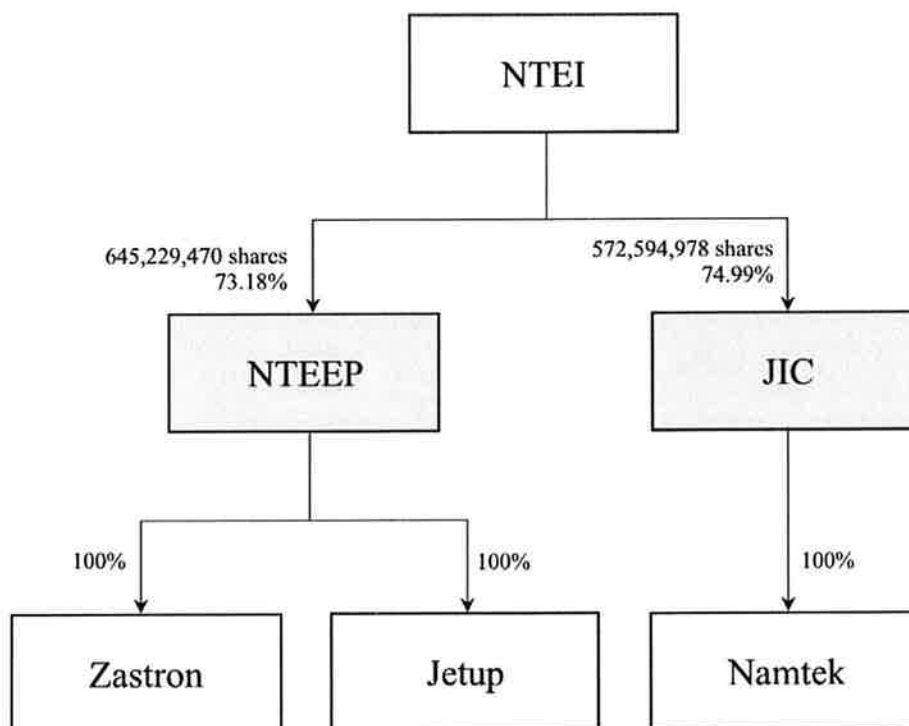 NTEI
645,229,470 shares
73.18%
572,594,978 shares
74.99%
NTEEP
JIC
100%
100%
100%
Zastron
Jetup
Namtek